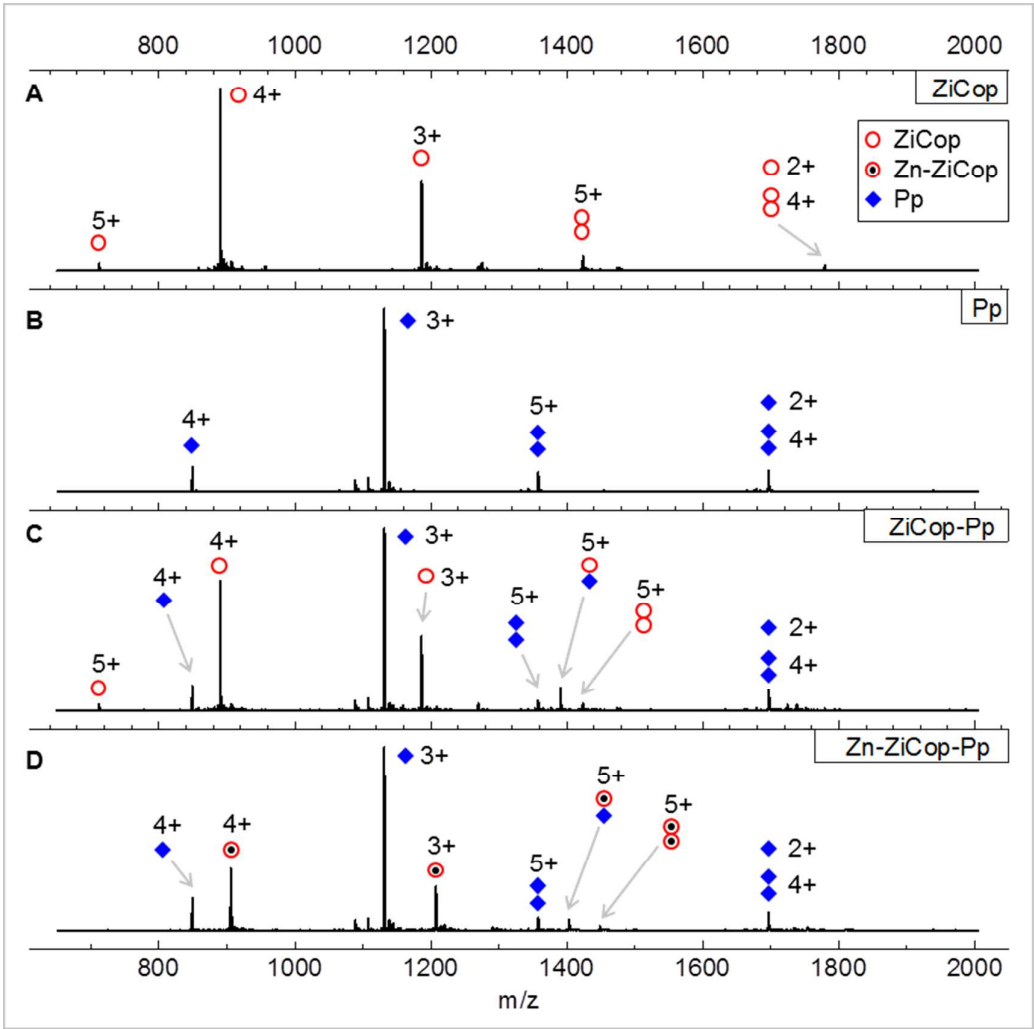 800 1000 1200 1400 1600 1800 2000
A
ZiCop
4+
3+
5+
5+
2+
4+
ZiCop
Zn-ZiCop
Pp
B
Pp
3+
4+
5+
2+
4+
C
ZiCop-Pp
3+
4+
4+
3+
5+
5+
5+
5+
2+
4+
D
Zn-ZiCop-Pp
3+
4+
4+
3+
5+
5+
5+
2+
4+
800 1000 1200 1400 1600 1800 2000
m/z